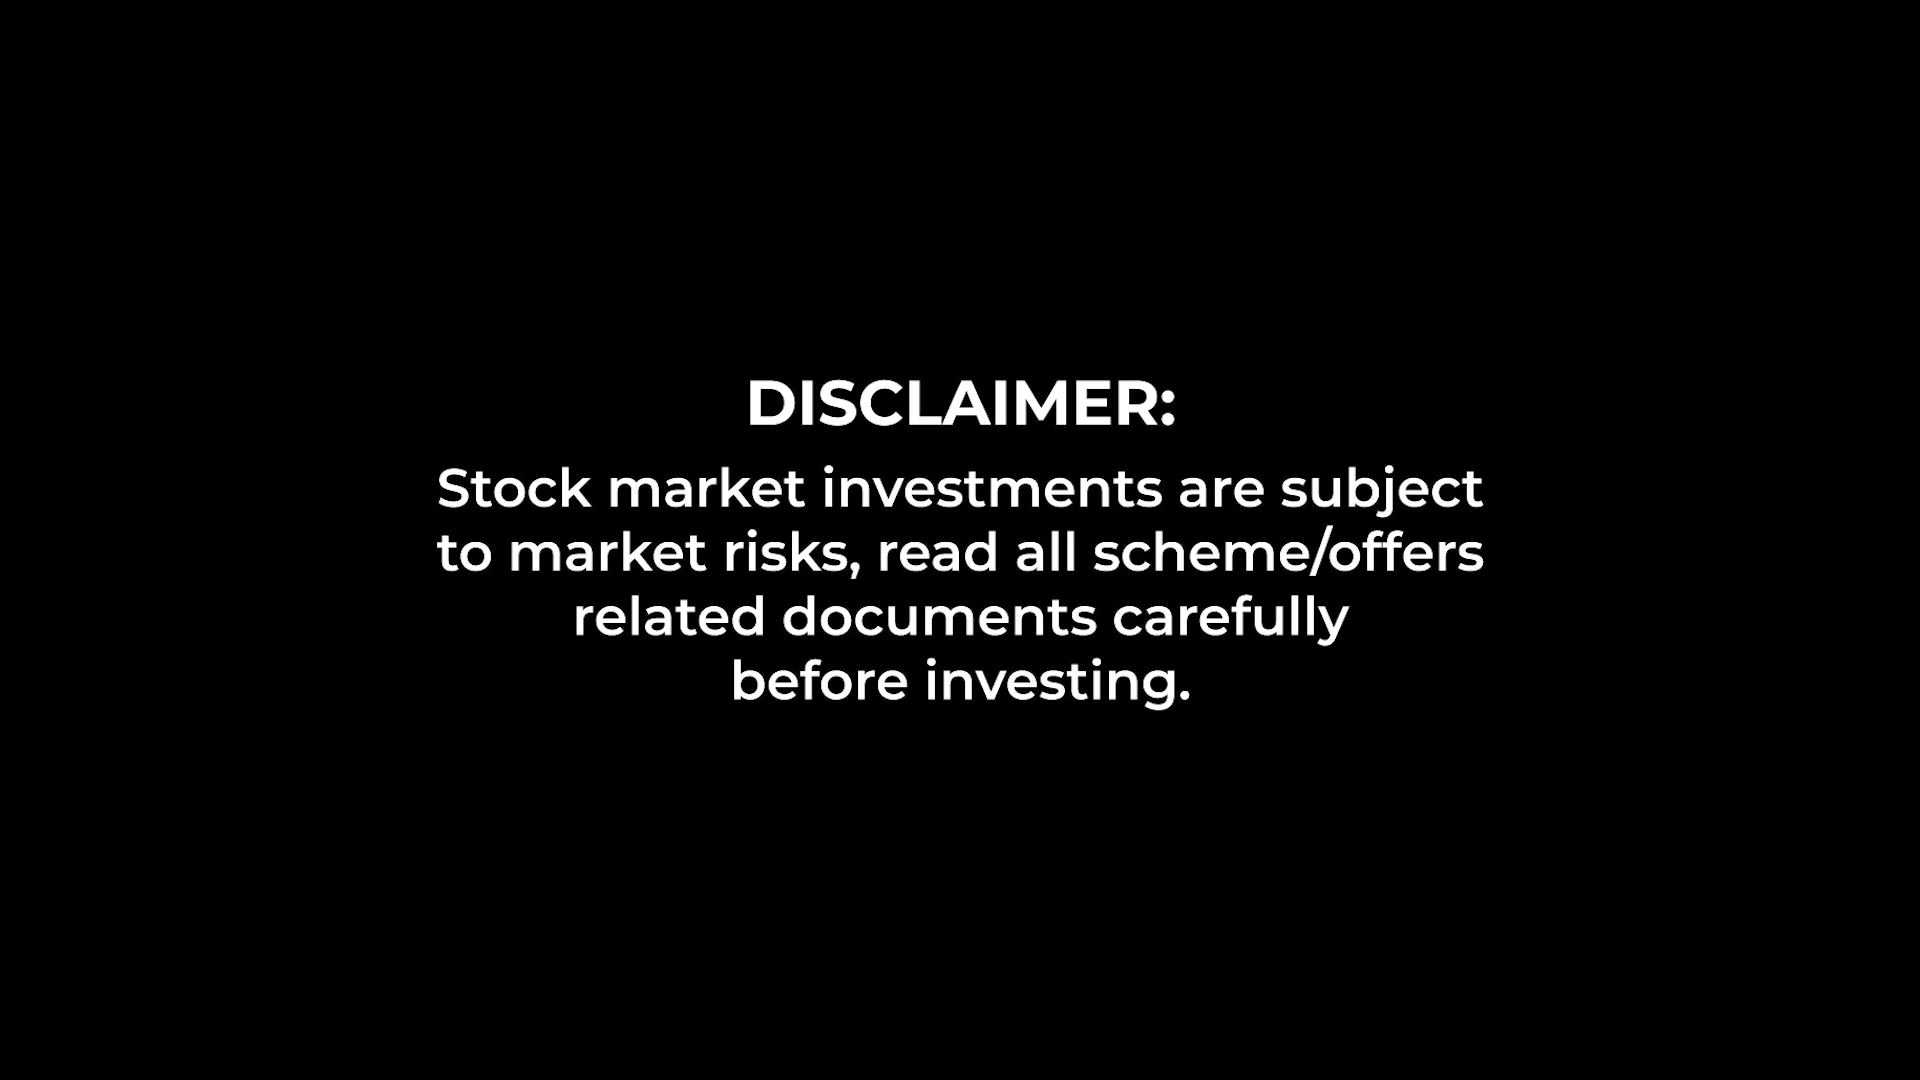 DISCLAIMER:
Stock market investments are subject
to market risks, read all scheme/offers
related documents carefully
before investing.